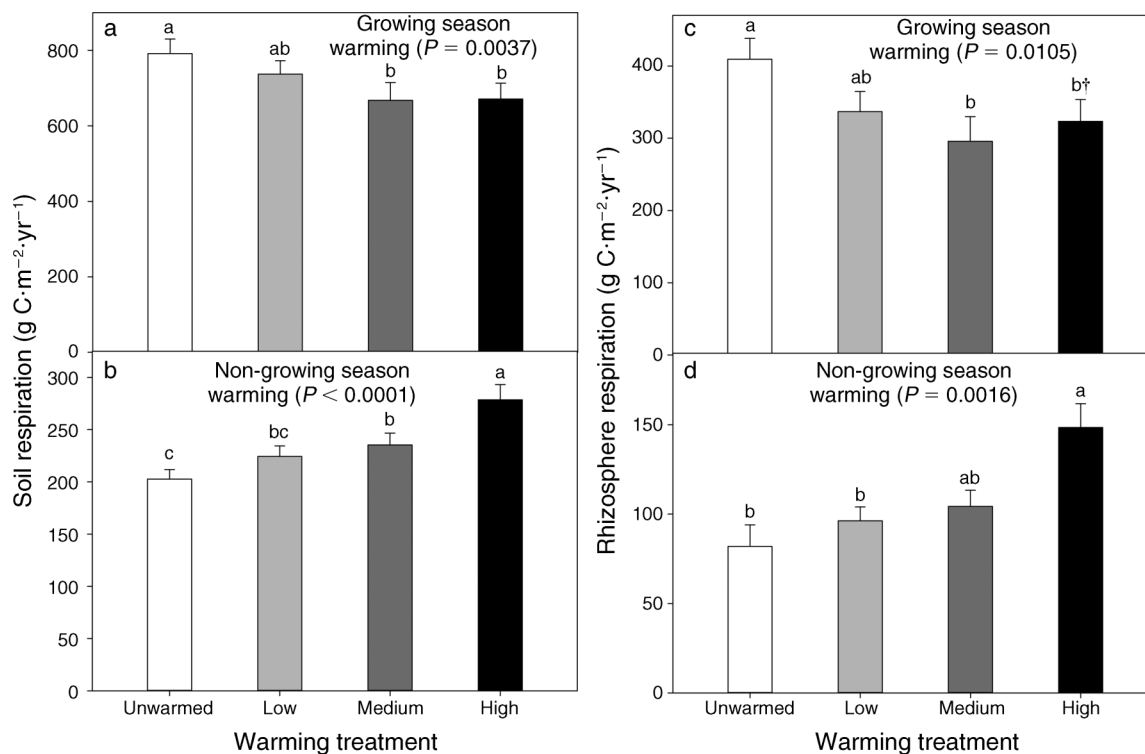 a
Growing season
warming (P = 0.0037)
a
ab
b
b
800
600
400
200
0
b
Non-growing season
warming (P < 0.0001)
c
bc
b
a
300
250
200
250
100
50
0
Soil respiration (g C·m⁻²·yr⁻¹)
Unwarmed
Low
Medium
High
Warming treatment
c
Growing season
warming (P = 0.0105)
a
ab
b
b†
400
300
300
200
100
0
d
Non-growing season
warming (P = 0.0016)
b
b
ab
a
150
100
50
0
Rhizosphere respiration (g C·m⁻²·yr⁻¹)
Unwarmed
Low
Medium
High
Warming treatment